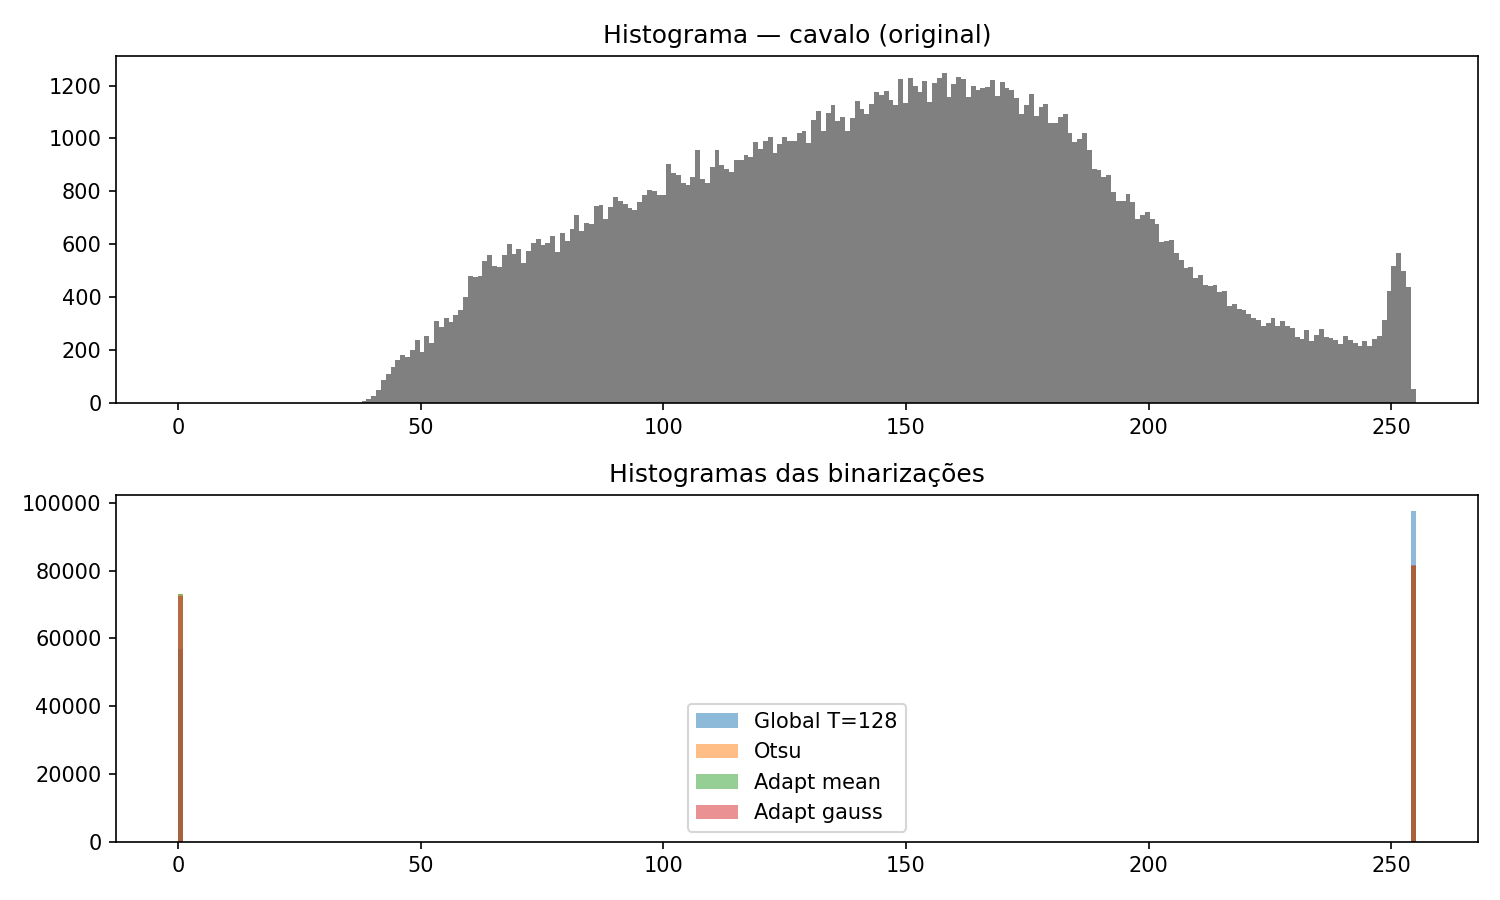 Histograma — cavalo (original)
1200
1000
800
600
400
200
0
0 50 100 150 200 250
Histogramas das binarizações
100000
80000
60000
40000
20000
0
Global T=128
Otsu
Adapt mean
Adapt gauss
0 50 100 150 200 250